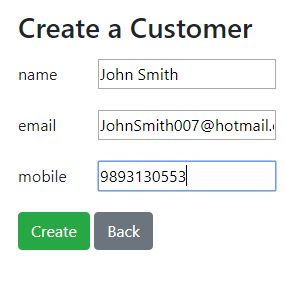 Create a Customer
name John Smith
email JohnSmith007@hotmail.
mobile 9893130553
Create Back